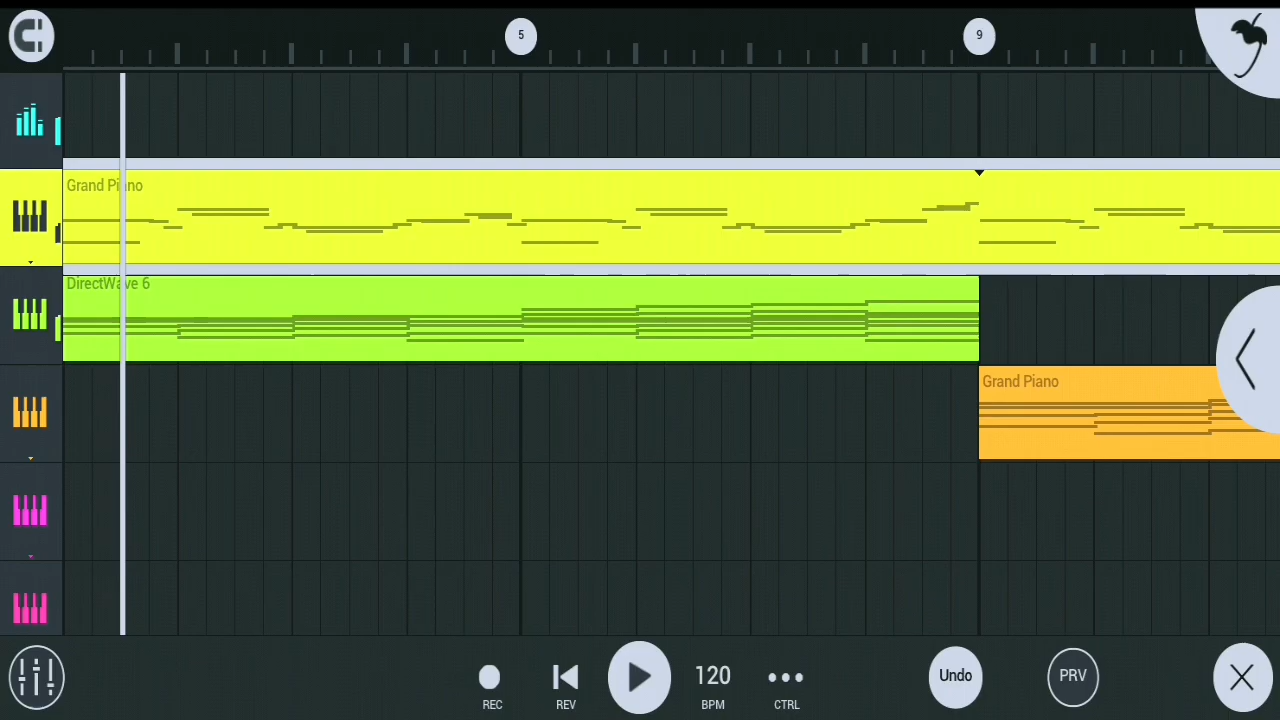 5
9
Grand Piano
DirectWave 6
Grand Piano
120
Undo
PRV
REC
REV
BPM
CTRL